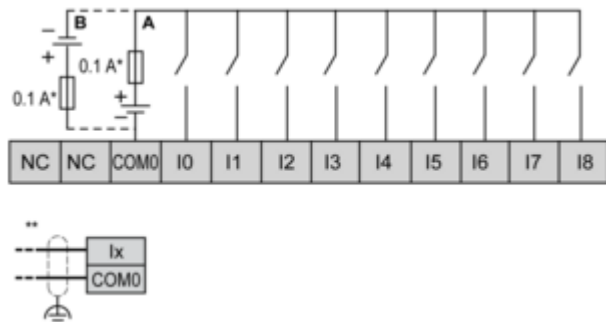 B A
0.1 A*
0.1 A*
NC NC COM0 I0 I1 I2 I3 I4 I5 I6 I7 I8
**
Ix
COM0